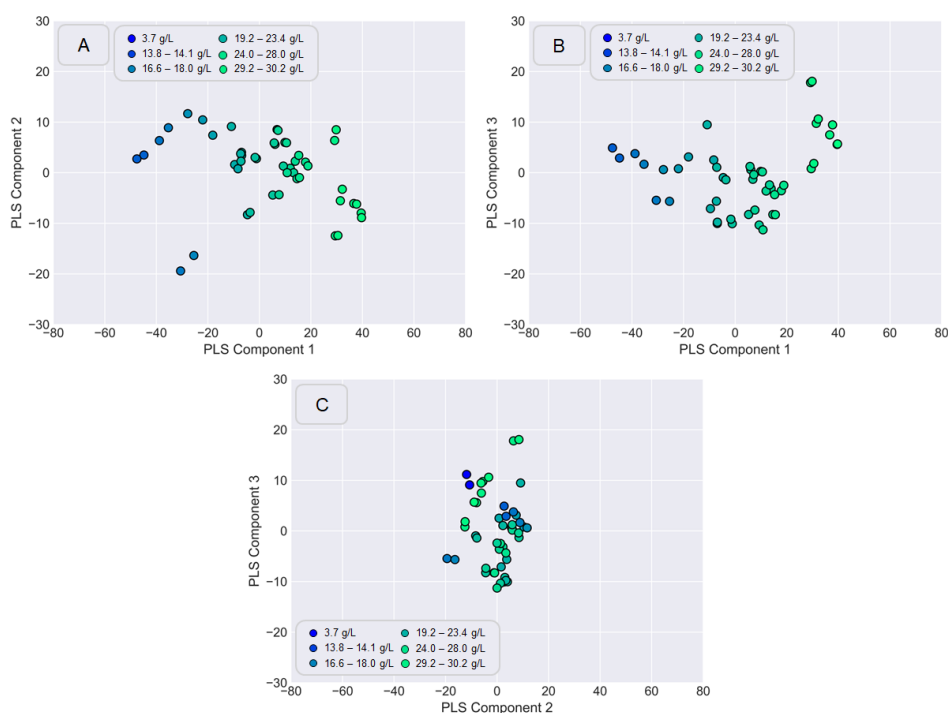 A
3.7 g/L
19.2 – 23.4 g/L
13.8 – 14.1 g/L
24.0 – 28.0 g/L
16.6 – 18.0 g/L
29.2 – 30.2 g/L
30
20
10
0
−10
−20
−30
PLS Component 2
−80
−60
−40
−20
0
20
40
60
80
PLS Component 1
B
3.7 g/L
19.2 – 23.4 g/L
13.8 – 14.1 g/L
24.0 – 28.0 g/L
16.6 – 18.0 g/L
29.2 – 30.2 g/L
30
20
10
0
−10
−20
−30
PLS Component 3
−80
−60
−40
−20
0
20
40
60
80
PLS Component 1
C
30
20
10
0
−10
−20
−30
PLS Component 3
3.7 g/L
19.2 – 23.4 g/L
13.8 – 14.1 g/L
24.0 – 28.0 g/L
16.6 – 18.0 g/L
29.2 – 30.2 g/L
−80
−60
−40
−20
0
20
40
60
80
PLS Component 2